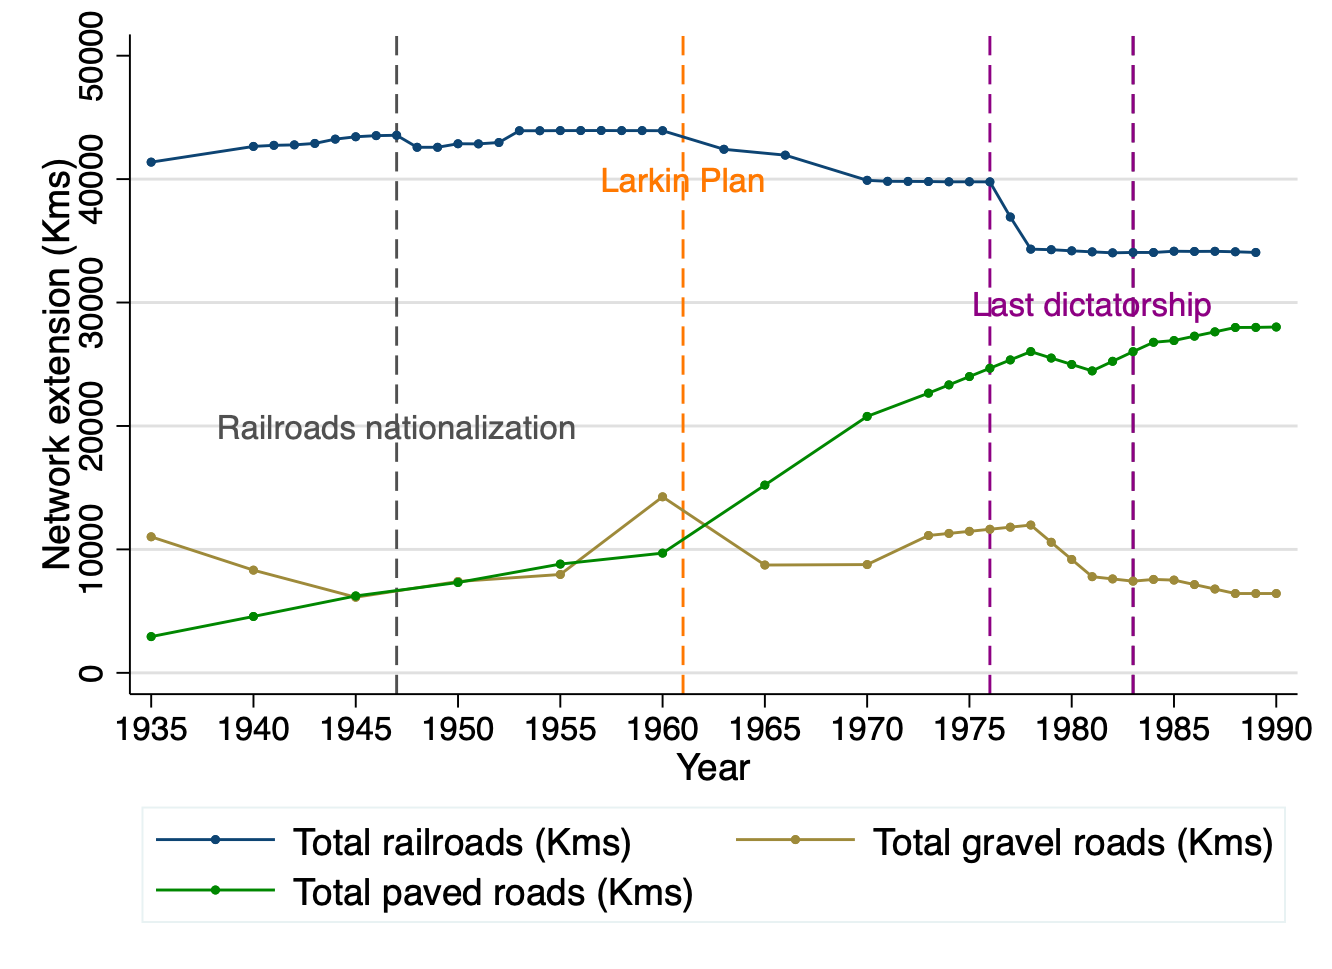 Network extension (Kms)
50000
40000
30000
20000
10000
0
Larkin Plan
Last dictatorship
Railroads nationalization
1935 1940 1945 1950 1955 1960 1965 1970 1975 1980 1985 1990
Year
Total railroads (Kms) Total gravel roads (Kms)
Total paved roads (Kms)